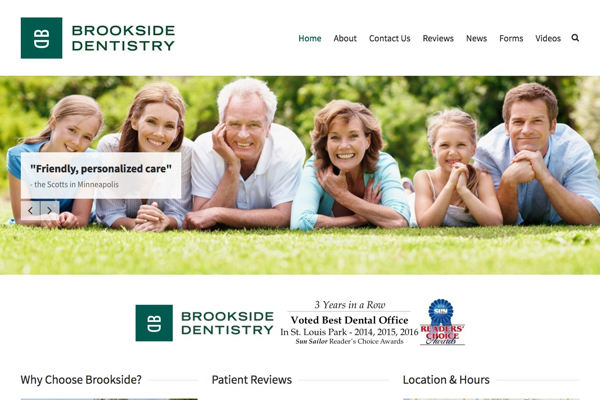 BROOKSIDE
DENTISTRY
DB
Home About Contact Us Reviews News Forms Videos
"Friendly, personalized care"
- the Scotts in Minneapolis
3 Years in a Row
DB
BROOKSIDE
DENTISTRY
Voted Best Dental Office
In St. Louis Park - 2014, 2015, 2016
Sun Sailor Reader's Choice Awards
SUN
READERS'
CHOICE
Awards
Why Choose Brookside?
Patient Reviews
Location & Hours